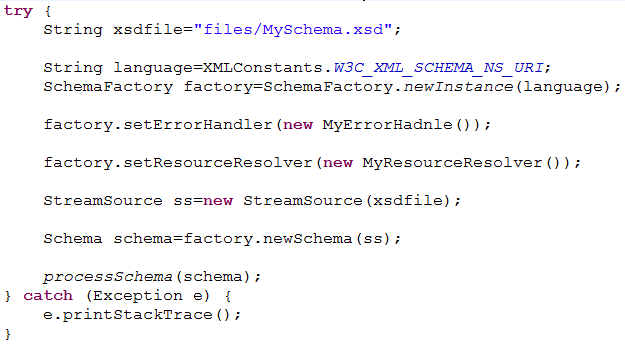 try {
    String xsdfile="files/MySchema.xsd";
    String language=XMLConstants.W3C_XML_SCHEMA_NS_URI;
    SchemaFactory factory=SchemaFactory.newInstance(language);
    factory.setErrorHandler(new MyErrorHadnle());
    factory.setResourceResolver(new MyResourceResolver());
    StreamSource ss=new StreamSource(xsdfile);
    Schema schema=factory.newSchema(ss);
    processSchema(schema);
} catch (Exception e) {
    e.printStackTrace();
}